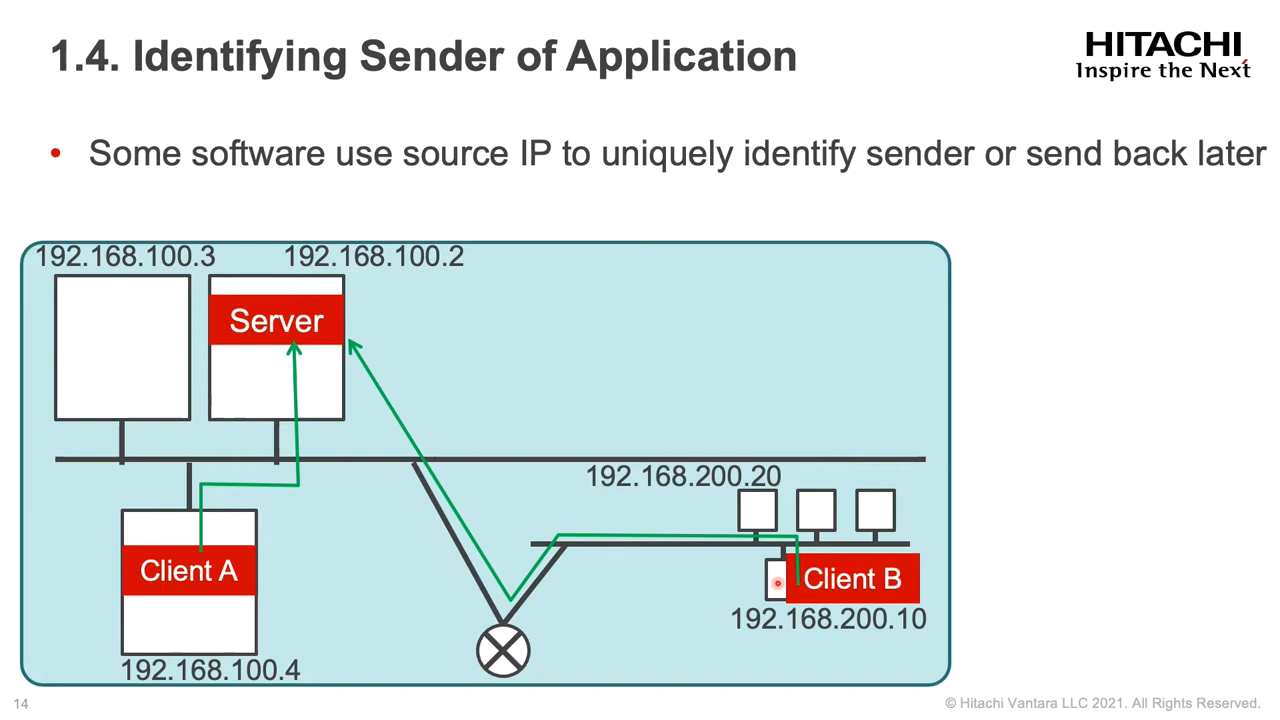 1.4. Identifying Sender of Application
HITACHI
Inspire the Next
• Some software use source IP to uniquely identify sender or send back later
192.168.100.3
192.168.100.2
Server
192.168.200.20
Client A
Client B
192.168.200.10
192.168.100.4
14
© Hitachi Vantara LLC 2021. All Rights Reserved.